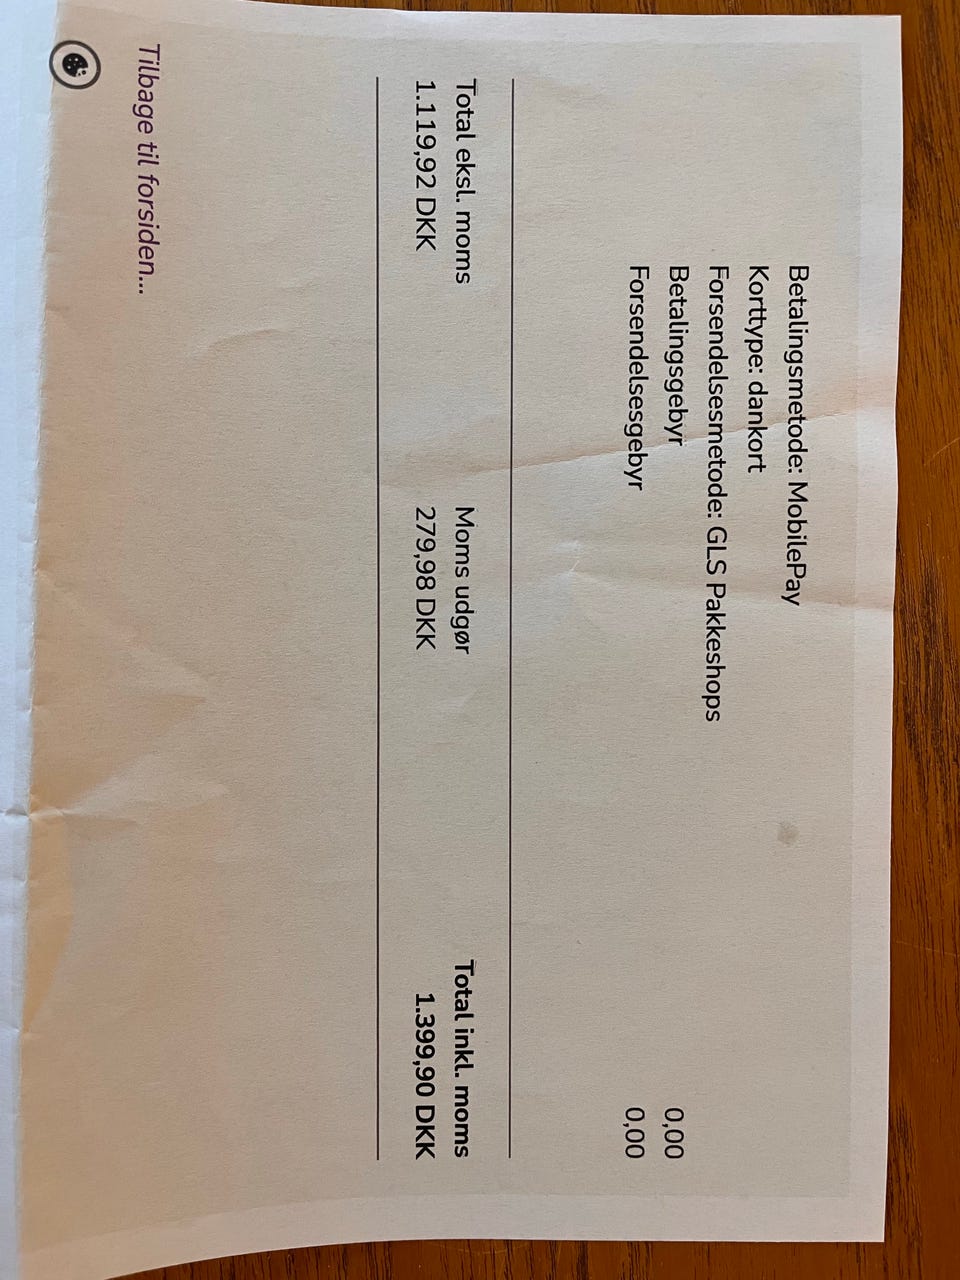 Betalingsmetode: MobilePay
Korttype: dankort
Forsendelsesmetode: GLS Pakkeshops
Betalingsgebyr 0,00
Forsendelsesgebyr 0,00
Total eksl. moms Moms udgør Total inkl. moms
1.119,92 DKK 279,98 DKK 1.399,90 DKK
Tilbage til forsiden...